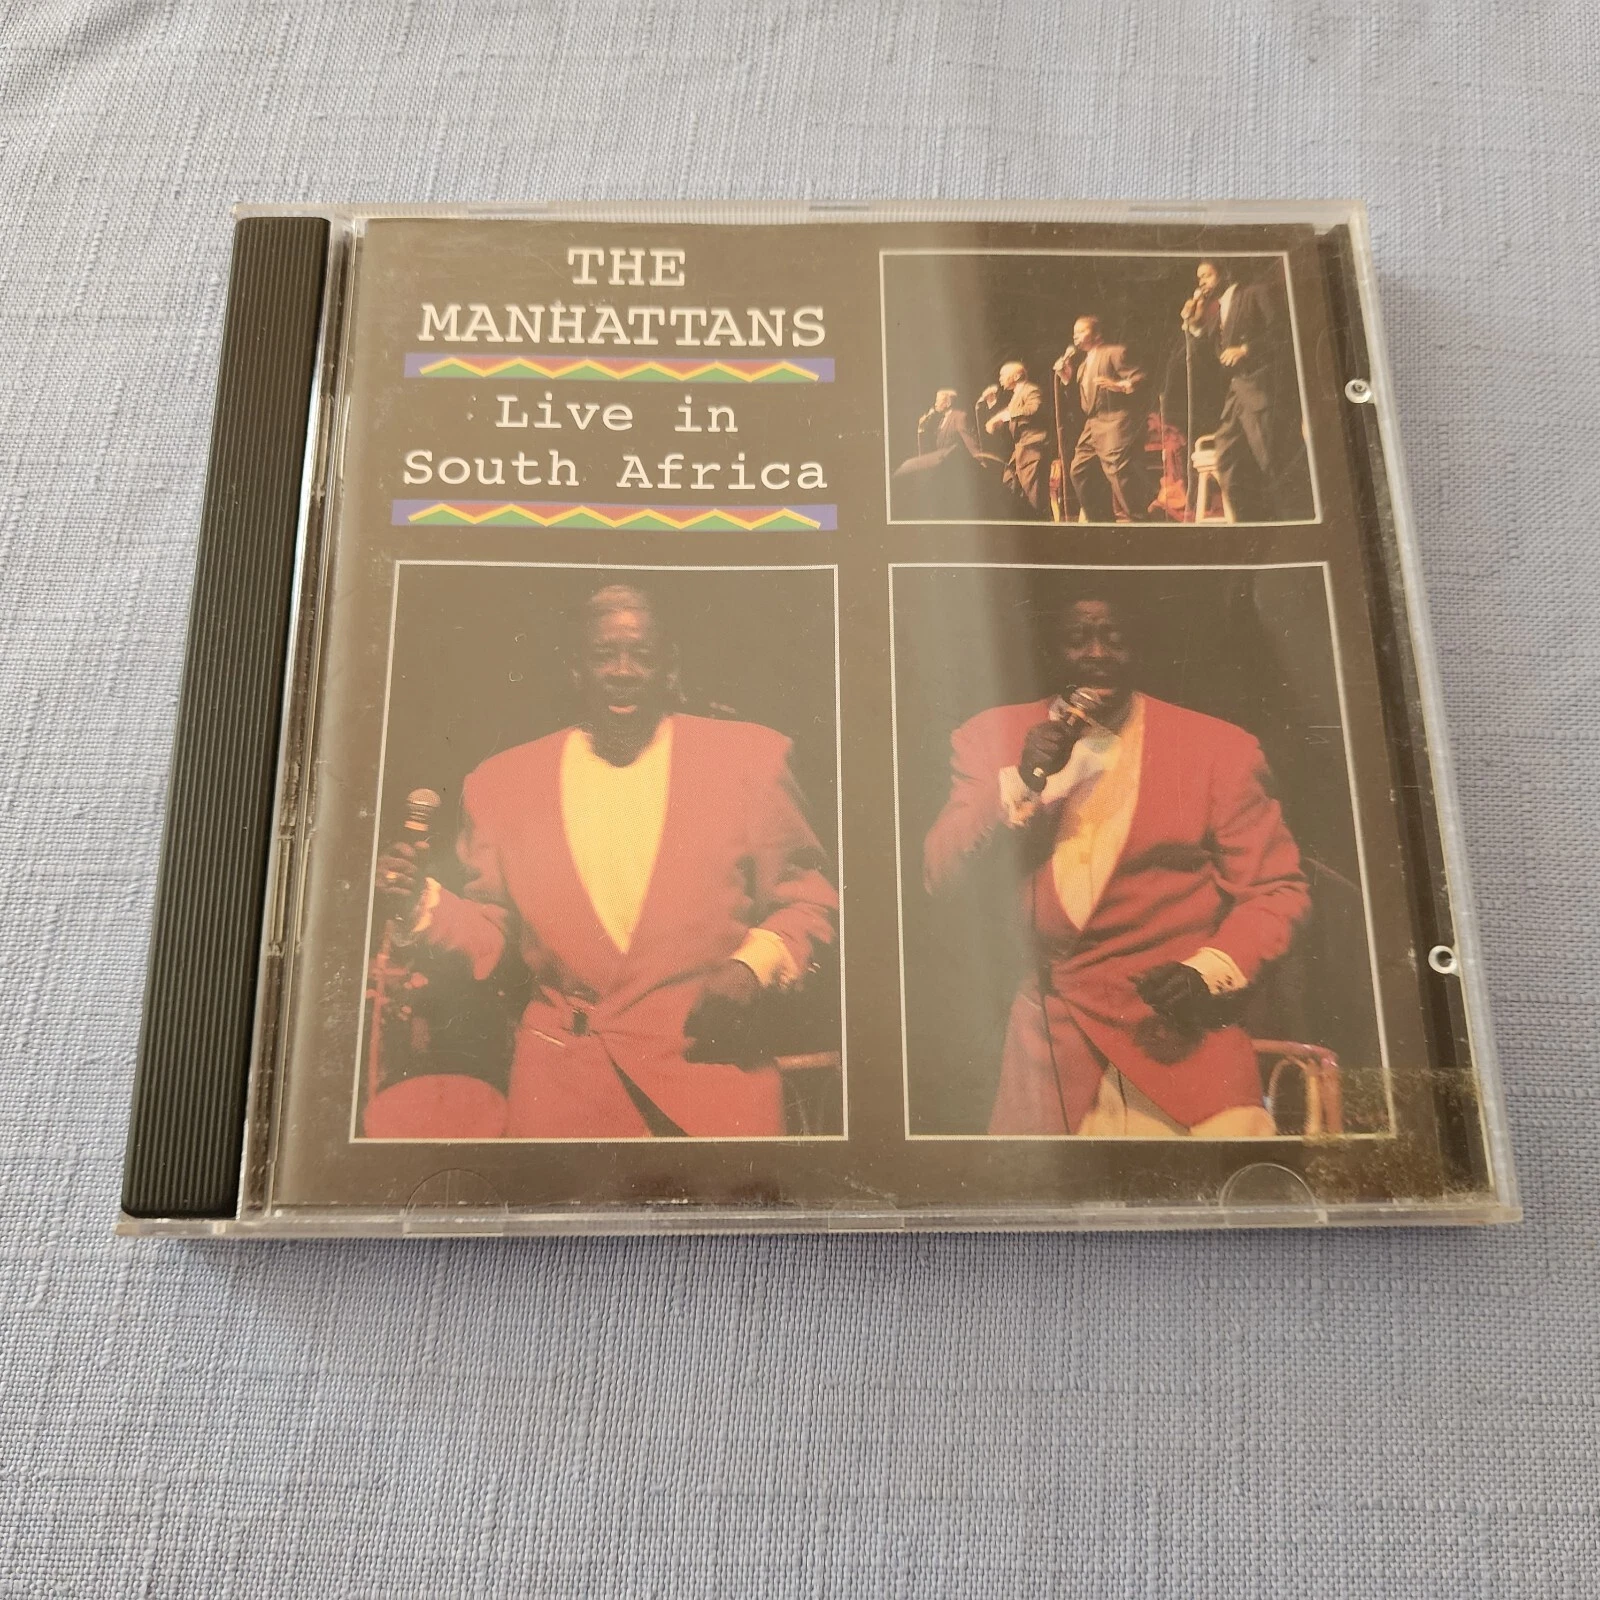 THE
MANHATTANS
Live in
South Africa